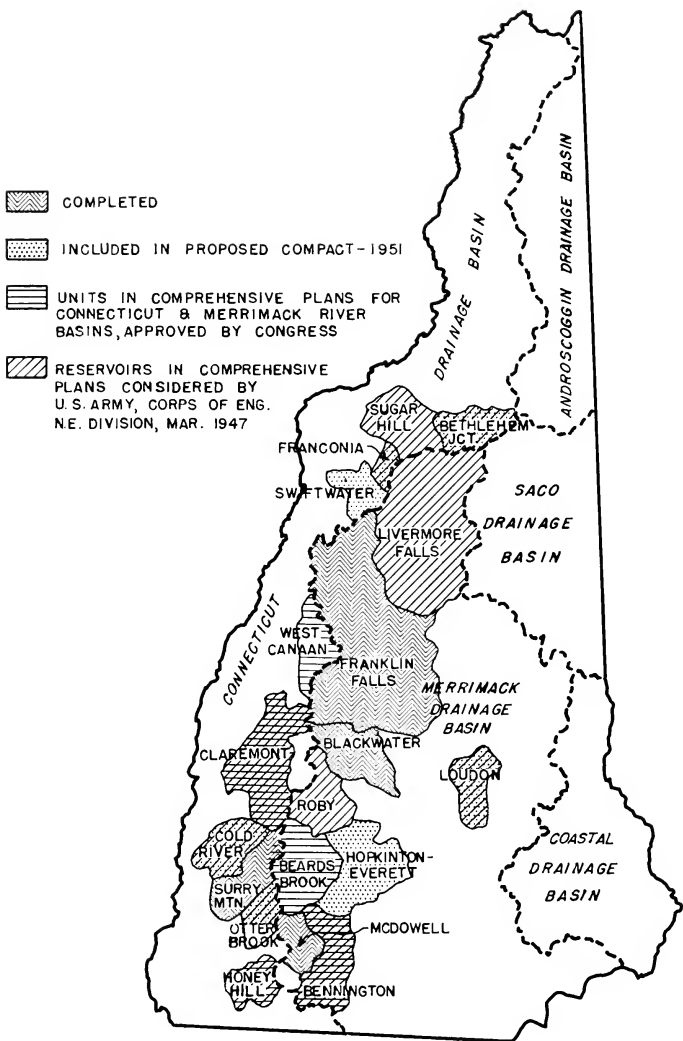 COMPLETED
INCLUDED IN PROPOSED COMPACT-1951
UNITS IN COMPREHENSIVE PLANS FOR
CONNECTICUT & MERRIMACK RIVER
BASINS, APPROVED BY CONGRESS
RESERVOIRS IN COMPREHENSIVE
PLANS CONSIDERED BY
U.S. ARMY, CORPS OF ENG.
N.E. DIVISION, MAR. 1947
ANDROSCOGGIN DRAINAGE BASIN
DRAINAGE BASIN
CONNECTICUT
SUGAR
HILL
BETHLEHEM
JCT.
FRANCONIA
SWIFTWATER
SACO
DRAINAGE
BASIN
LIVERMORE
FALLS
WEST
CANAAN
FRANKLIN
FALLS
MERRIMACK
DRAINAGE
BASIN
BLACKWATER
CLAREMONT
LOUDON
ROBY
COLD
RIVER
BEARDS
BROOK
HOPKINTON-
EVERETT
COASTAL
DRAINAGE
BASIN
SURRY
MTN.
OTTER
BROOK
MCDOWELL
HONEY
HILL
BENNINGTON